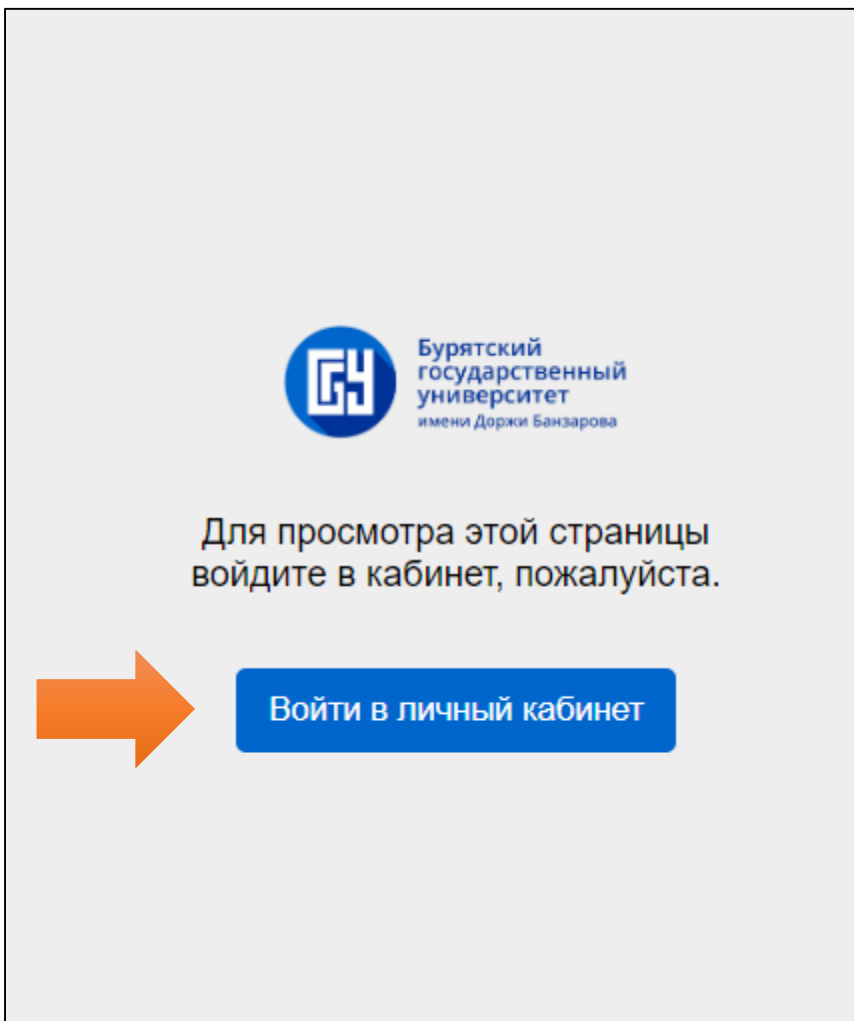 БГУ
Бурятский
государственный
университет
имени Доржи Банзарова
Для просмотра этой страницы
войдите в кабинет, пожалуйста.
Войти в личный кабинет